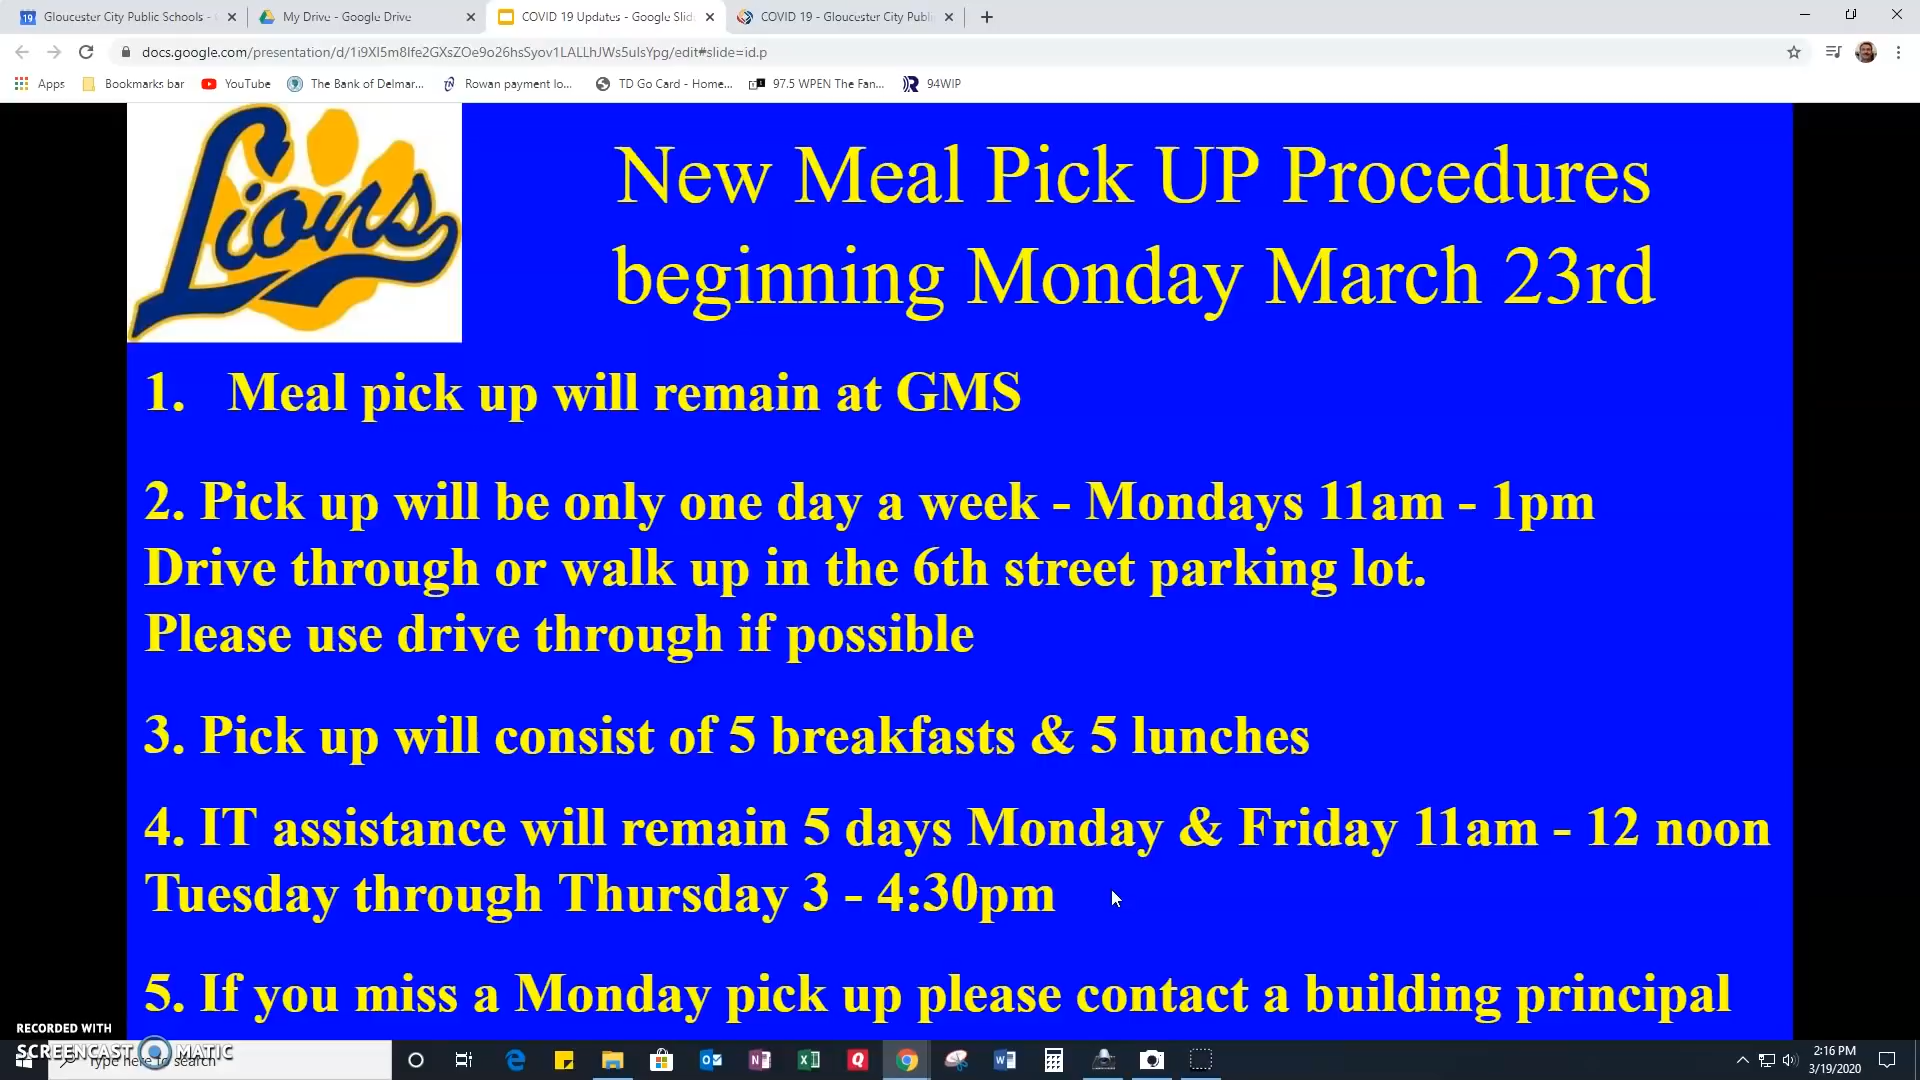 Gloucester City Public Schools -
My Drive - Google Drive
COVID 19 Updates - Google Slid
COVID 19 - Gloucester City Publ
docs.google.com/presentation/d/1i9Xl5m8lfe2GXsZOe9o26hsSyov1LALLhJWs5ulsYpg/edit#slide=id.p
Apps
Bookmarks bar
YouTube
The Bank of Delmar...
Rowan payment lo...
TD Go Card - Home...
97.5 WPEN The Fan...
94WIP
Lions
New Meal Pick UP Procedures
beginning Monday March 23rd
1. Meal pick up will remain at GMS
2. Pick up will be only one day a week - Mondays 11am - 1pm
Drive through or walk up in the 6th street parking lot.
Please use drive through if possible
3. Pick up will consist of 5 breakfasts & 5 lunches
4. IT assistance will remain 5 days Monday & Friday 11am - 12 noon
Tuesday through Thursday 3 - 4:30pm
5. If you miss a Monday pick up please contact a building principal
RECORDED WITH
SCREENCAST MATIC
Type here to search
2:16 PM
3/19/2020